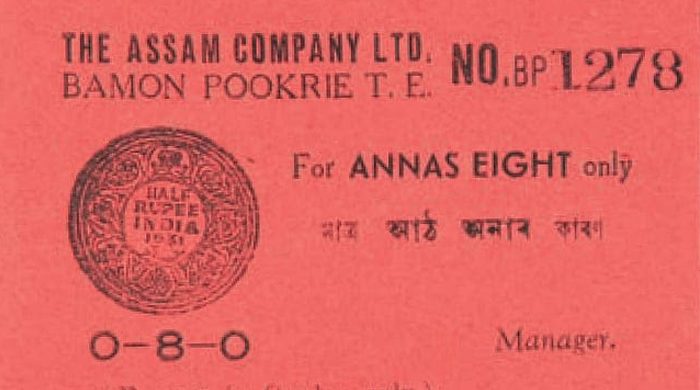 THE ASSAM COMPANY LTD.
BAMON POOKRIE T. E.
NO. BP 1278
HALF
RUPEE
INDIA
1931
For ANNAS EIGHT only
মাত্র আঠ অনাৰ কাৰণ
0-8-0
Manager.